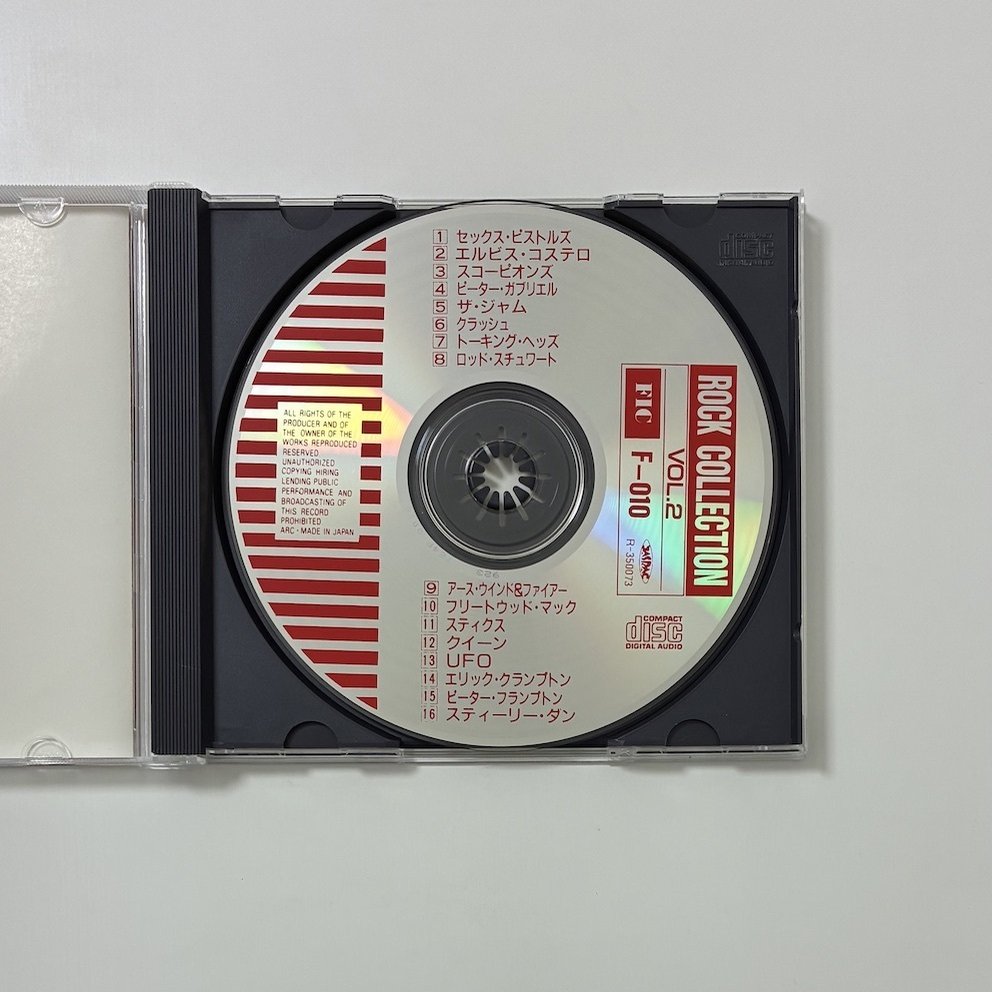 1 セックス・ピストルズ
2 エルビス・コステロ
3 スコーピオンズ
4 ピーター・ガブリエル
5 ザ・ジャム
6 クラッシュ
7 トーキング・ヘッズ
8 ロッド・スチュワート
ALL RIGHTS OF THE
PRODUCER AND OF
THE OWNER OF THE
WORKS REPRODUCED
RESERVED
UNAUTHORIZED
COPYING HIRING
LENDING PUBLIC
PERFORMANCE AND
BROADCASTING OF
THIS RECORD
PROHIBITED
ARC・MADE IN JAPAN
ROCK COLLECTION
VOL.2
FIC
F-010
JASRAC
R-350073
COMPACT
disc
DIGITAL AUDIO
9 アース・ウインド&ファイアー
10 フリートウッド・マック
11 スティクス
12 クイーン
13 UFO
14 エリック・クランプトン
15 ピーター・フランプトン
16 スティーリー・ダン
COMPACT
disc
DIGITAL AUDIO